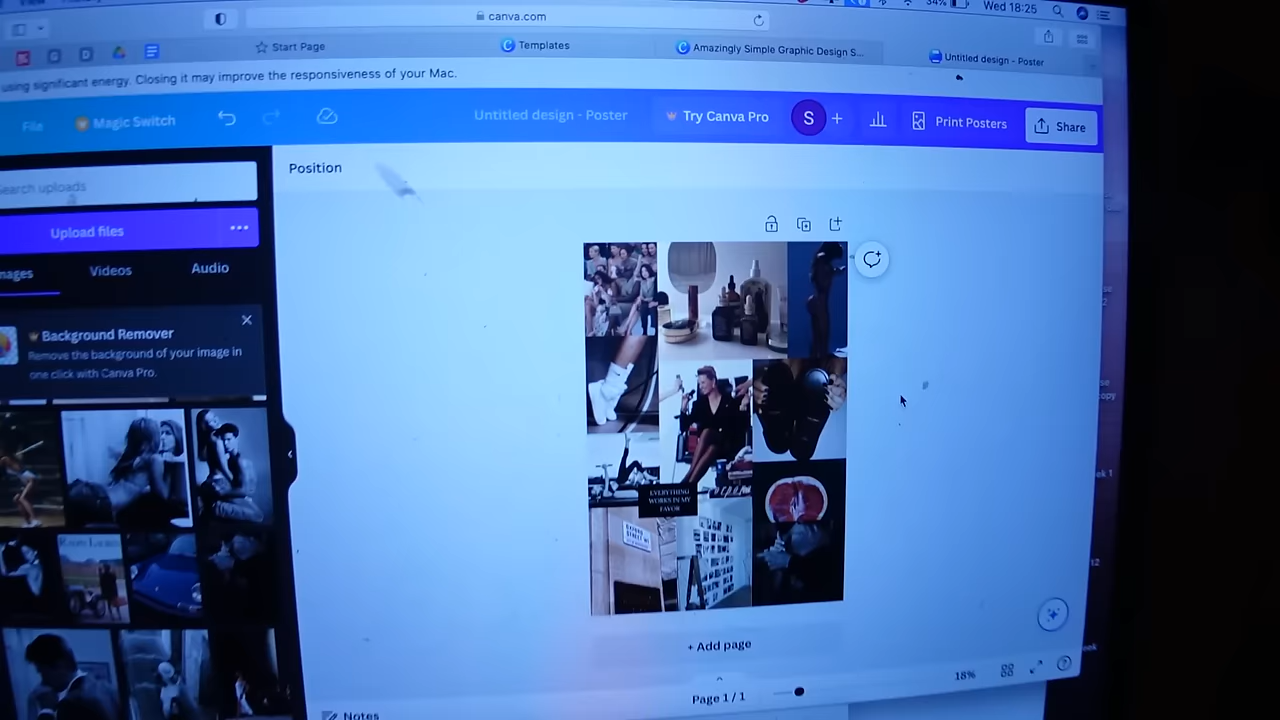 34%
Wed 18:25
canva.com
Start Page
Templates
Amazingly Simple Graphic Design S...
Untitled design - Poster
using significant energy. Closing it may improve the responsiveness of your Mac.
File
Magic Switch
Untitled design - Poster
Try Canva Pro
S
+
Print Posters
Share
Search uploads
Position
Upload files
•••
Images
Videos
Audio
Background Remover
Remove the background of your image in
one click with Canva Pro.
EVERYTHING
WORKS IN MY
FAVOR
+ Add page
Page 1 / 1
18%
Notes